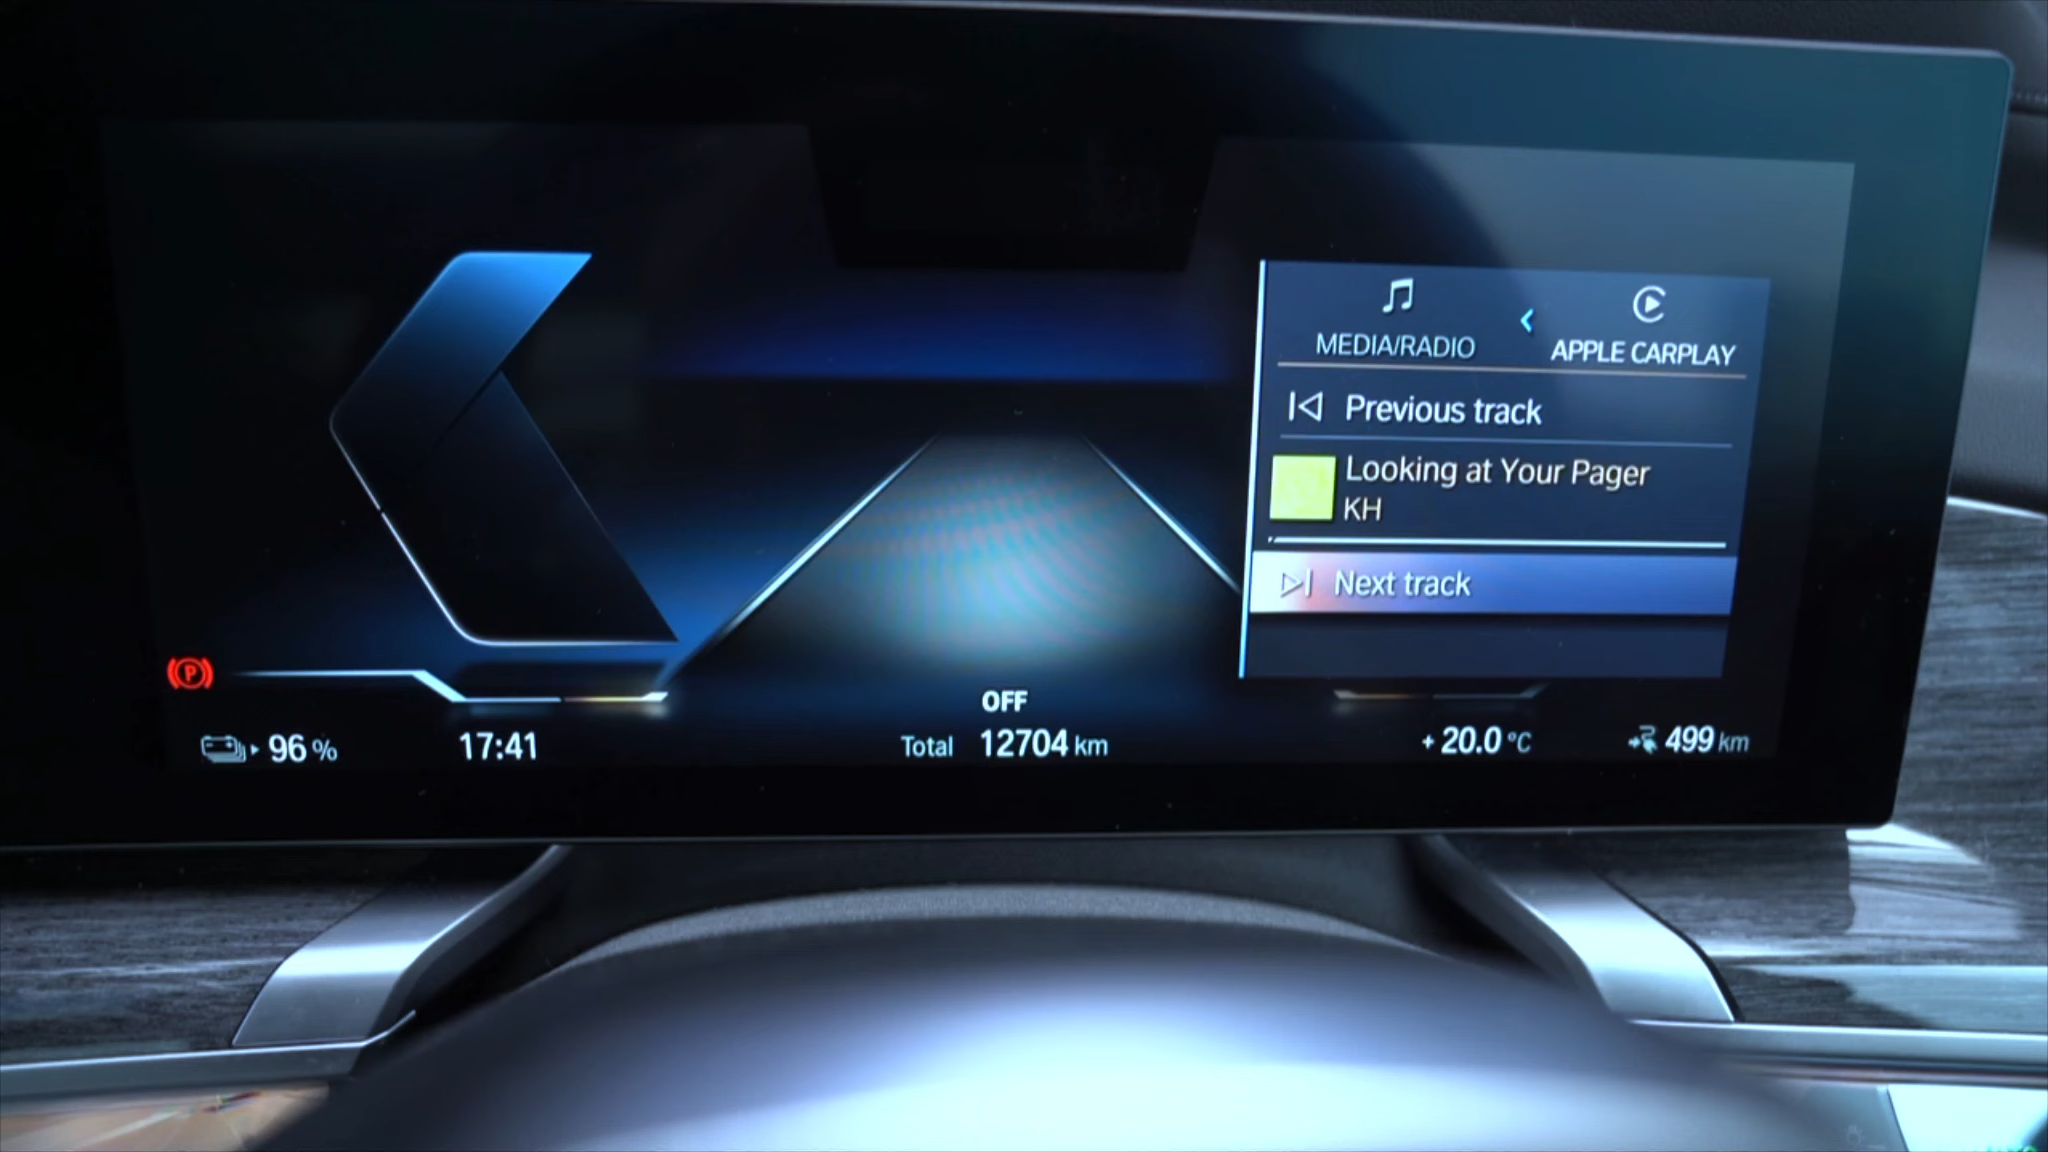 MEDIA/RADIO
APPLE CARPLAY
Previous track
Looking at Your Pager
KH
Next track
P
OFF
96 %
17:41
Total 12704 km
+ 20.0 °C
499 km